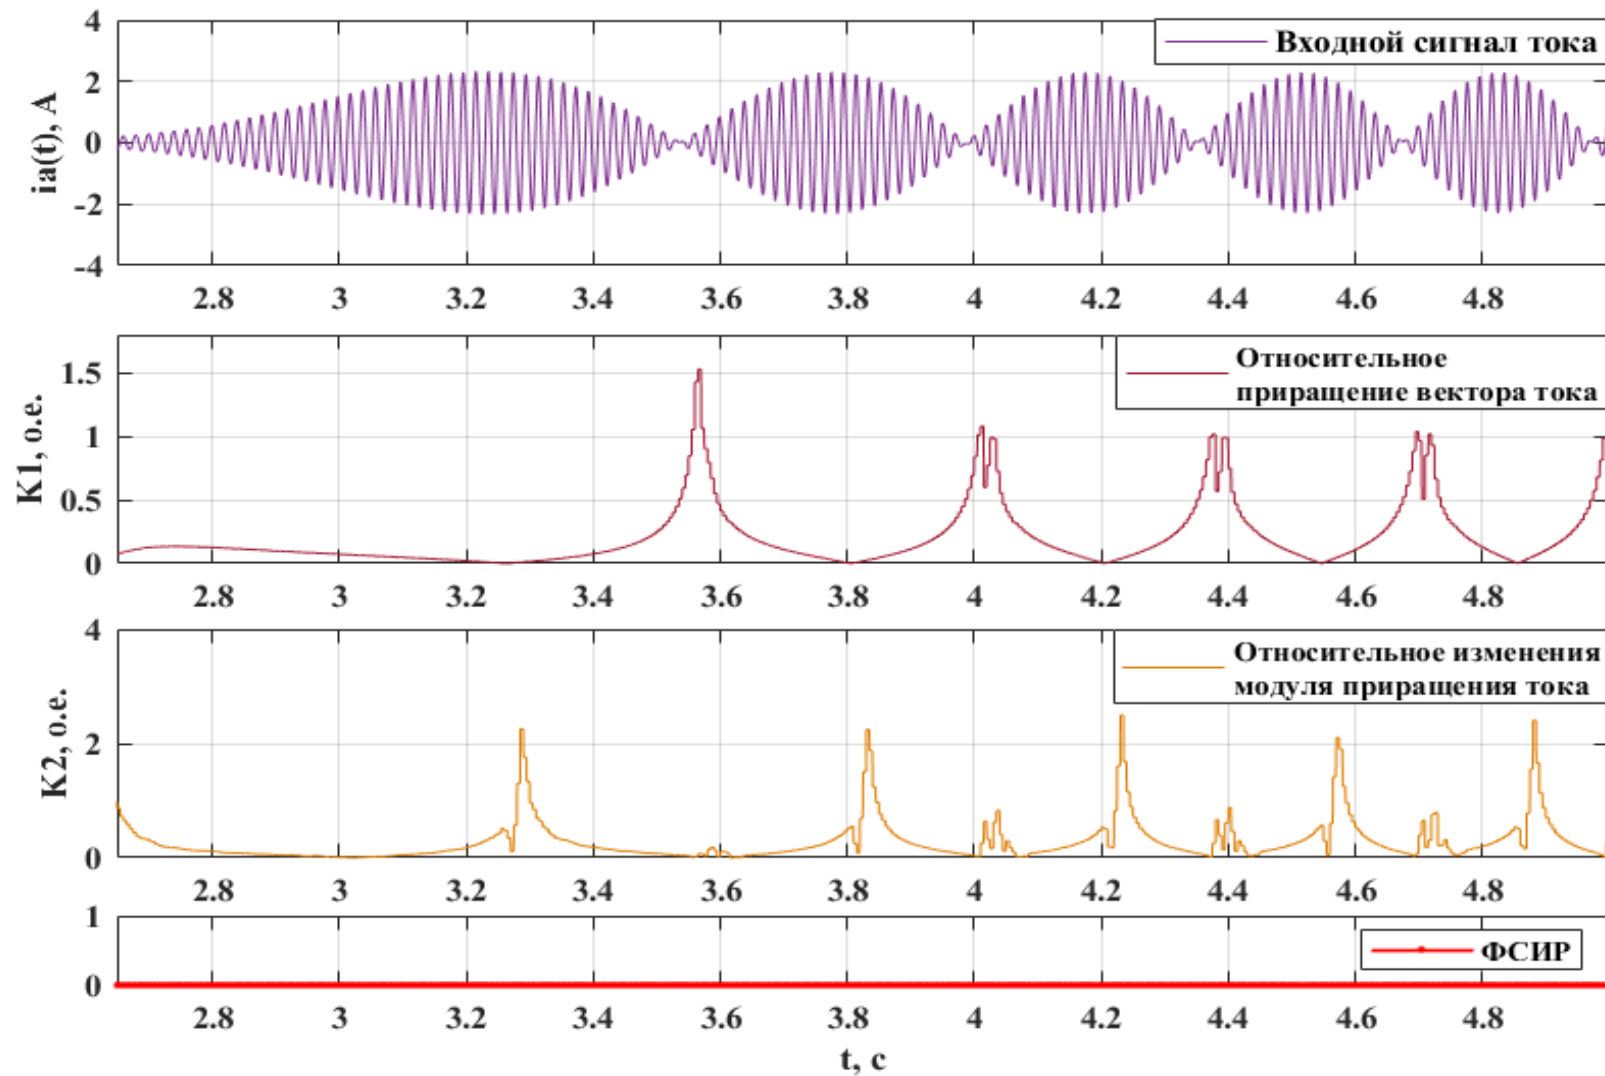 4
2
0
-2
-4
ia(t), А
Входной сигнал тока
2.8 3 3.2 3.4 3.6 3.8 4 4.2 4.4 4.6 4.8
1.5
1
0.5
0
K1, о.е.
Относительное
приращение вектора тока
2.8 3 3.2 3.4 3.6 3.8 4 4.2 4.4 4.6 4.8
4
2
0
K2, о.е.
Относительное изменения
модуля приращения тока
2.8 3 3.2 3.4 3.6 3.8 4 4.2 4.4 4.6 4.8
1
0
ФСИР
2.8 3 3.2 3.4 3.6 3.8 4 4.2 4.4 4.6 4.8
t, с